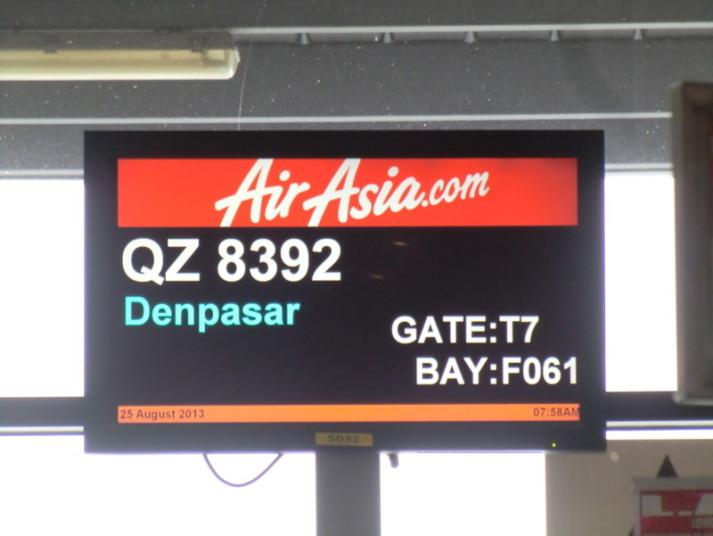 AirAsia.com
QZ 8392
Denpasar
GATE:T7
BAY:F061
25 August 2013 07:58AM
5032